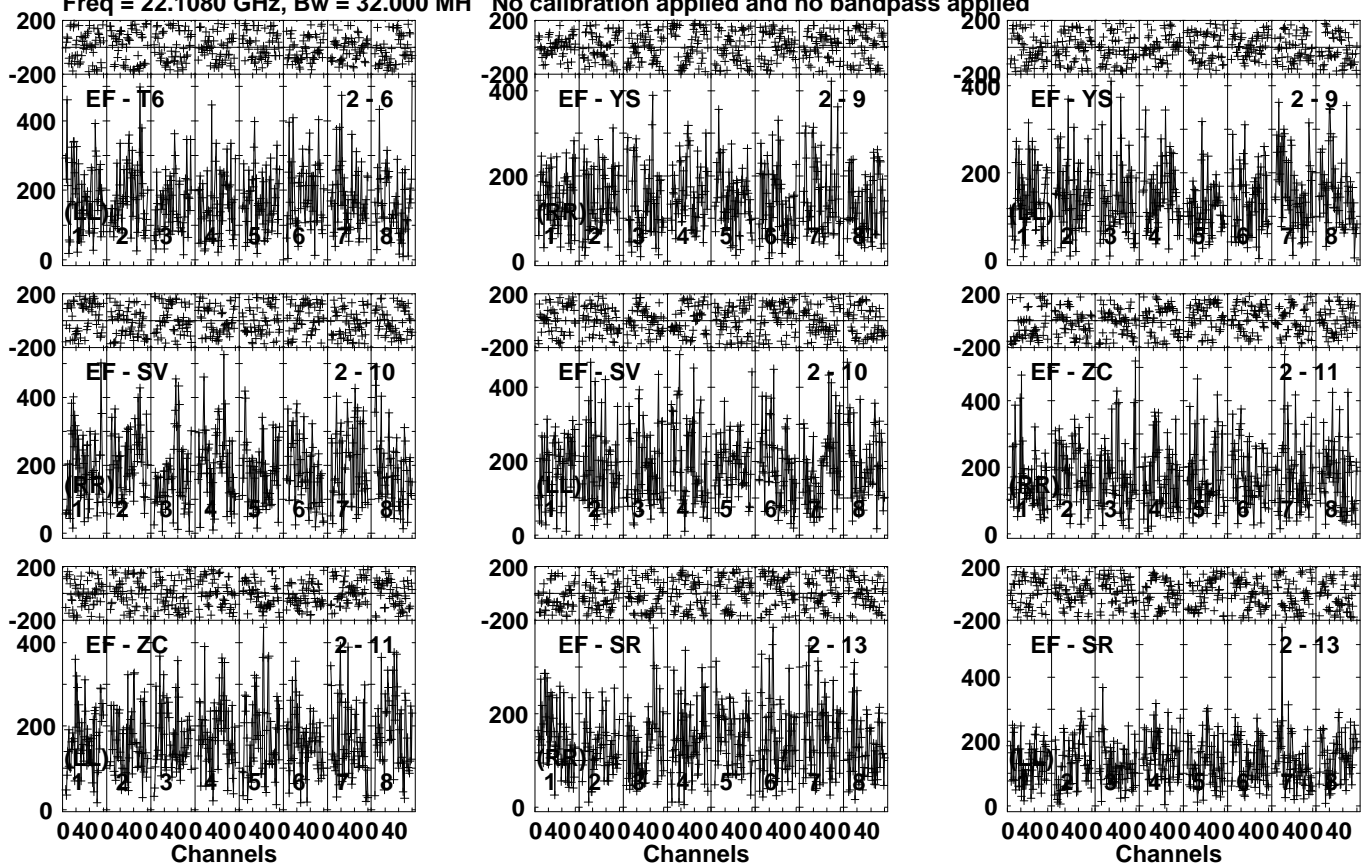 Freq = 22.1080 GHz, Bw = 32.000 MH No calibration applied and no bandpass applied
200 200 200
-200 -200 -200
EF - T6 2 - 6 EF - YS 2 - 9 EF - YS 2 - 9
400 400 400
200 200 200
(LL) (RR) (LL)
1 2 3 4 5 6 7 8 1 2 3 4 5 6 7 8 1 2 3 4 5 6 7 8
0 0 0
200 200 200
-200 -200 -200
EF - SV 2 - 10 EF - SV 2 - 10 EF - ZC 2 - 11
400 400 400
200 200 200
(RR) (LL) (RR)
1 2 3 4 5 6 7 8 1 2 3 4 5 6 7 8 1 2 3 4 5 6 7 8
0 0 0
200 200 200
-200 -200 -200
EF - ZC 2 - 11 EF - SR 2 - 13 EF - SR 2 - 13
400 400
200 200 200
(LL) (RR) (LL)
1 2 3 4 5 6 7 8 1 2 3 4 5 6 7 8 1 2 3 4 5 6 7 8
0 0 0
0 40 0 40 0 40 0 40 0 40 0 40 0 40 0 40 0 40 0 40 0 40 0 40 0 40 0 40 0 40 0 40 0 40 0 40 0 40 0 40 0 40 0 40 0 40 0 40
Channels Channels Channels